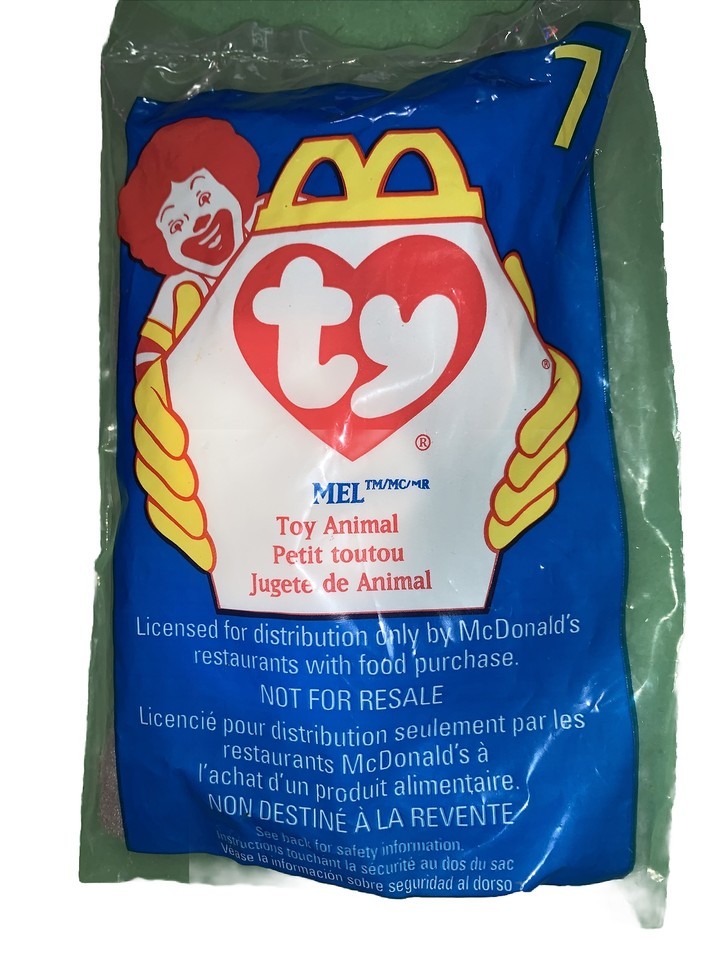 7
ty
®
®
MEL TM/MC/MR
Toy Animal
Petit toutou
Jugete de Animal
Licensed for distribution only by McDonald's
restaurants with food purchase.
NOT FOR RESALE
Licencié pour distribution seulement par les
restaurants McDonald's à
l'achat d'un produit alimentaire.
NON DESTINÉ À LA REVENTE
See back for safety information.
Instructions touchant la sécurité au dos du sac
Véase la información sobre seguridad al dorso